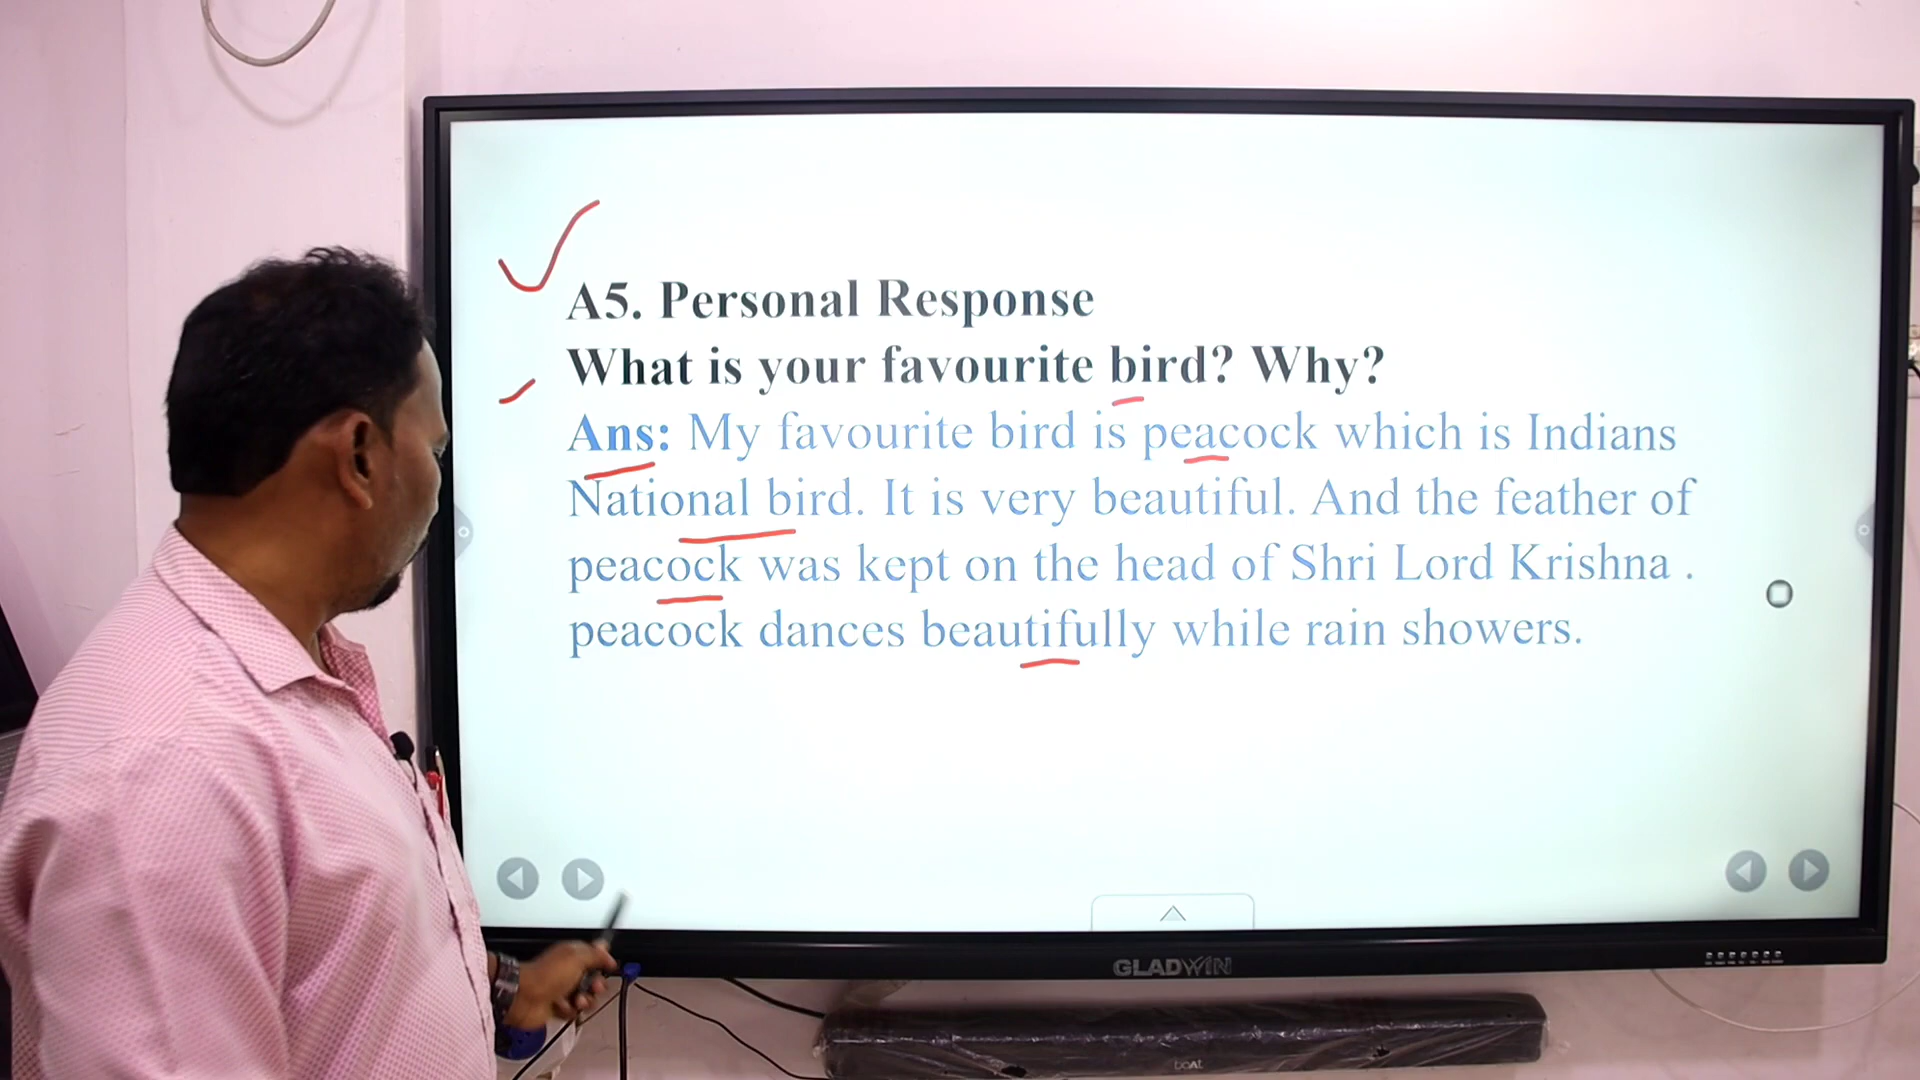 A5. Personal Response
What is your favourite bird? Why?
Ans: My favourite bird is peacock which is Indians
National bird. It is very beautiful. And the feather of
peacock was kept on the head of Shri Lord Krishna .
peacock dances beautifully while rain showers.
GLADWIN
boAt